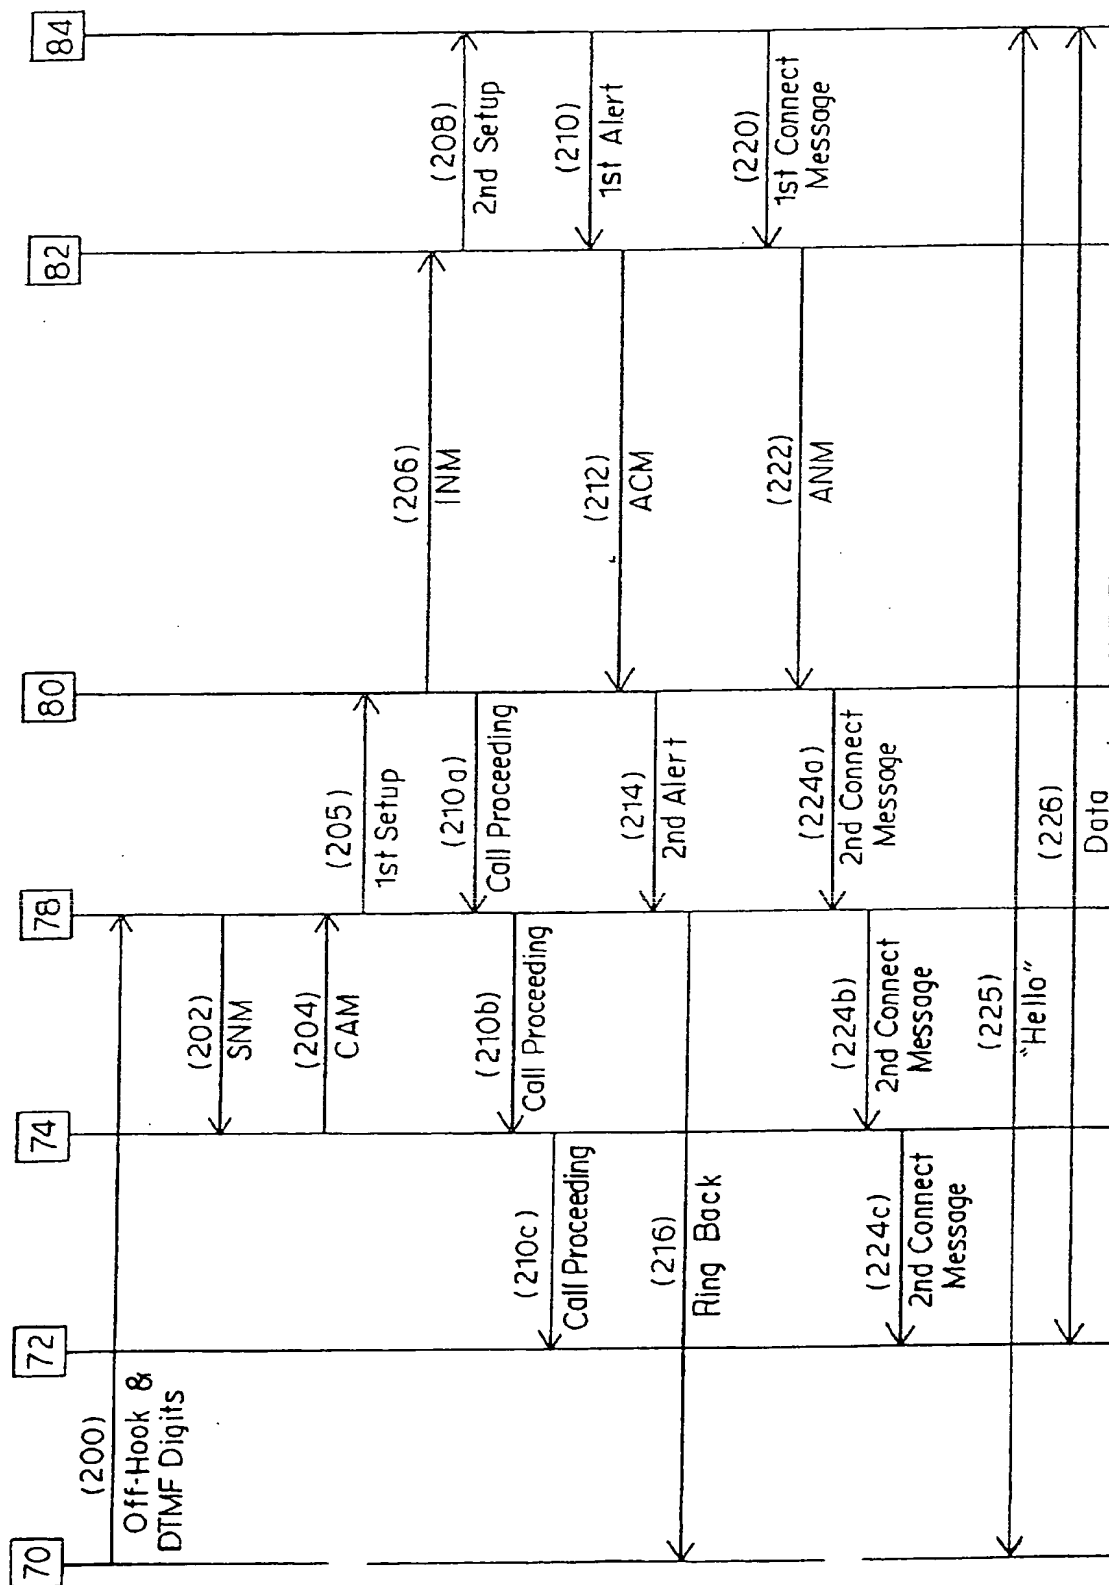 70
72
74
78
80
82
84
(200)
Off-Hook &
DTMF Digits
(202)
SNM
(204)
CAM
(205)
1st Setup
(206)
INM
(208)
2nd Setup
(210a)
Call Proceeding
(210b)
Call Proceeding
(210c)
Call Proceeding
(210)
1st Alert
(212)
ACM
(214)
2nd Alert
(216)
Ring Back
(220)
1st Connect
Message
(222)
ANM
(224a)
2nd Connect
Message
(224b)
2nd Connect
Message
(224c)
2nd Connect
Message
(225)
"Hello"
(226)
Data